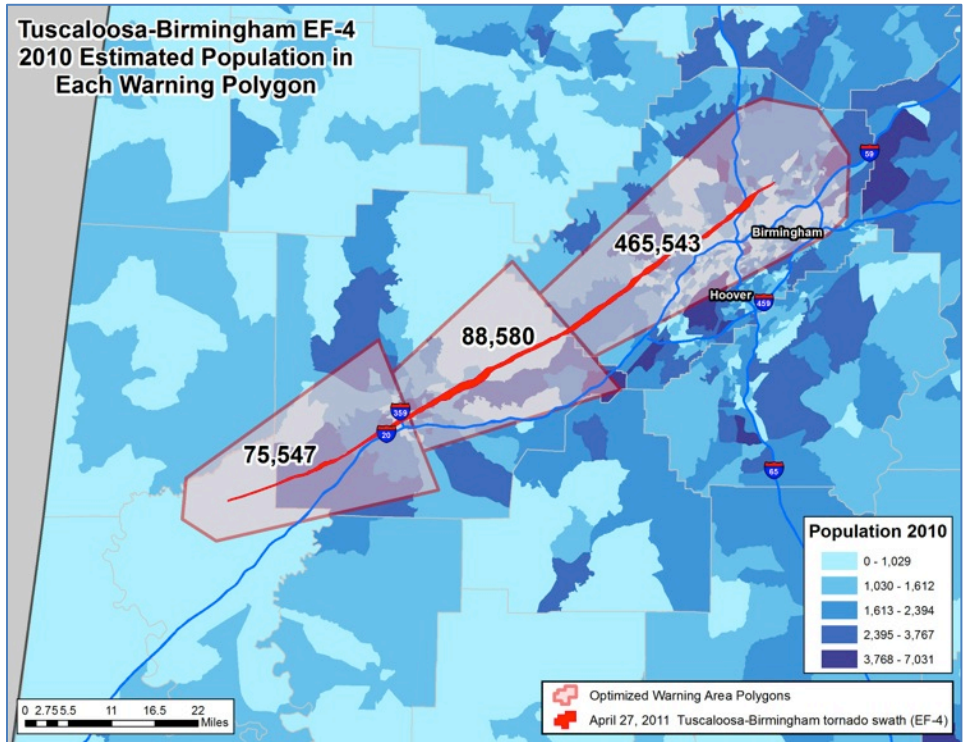 Tuscaloosa-Birmingham EF-4
2010 Estimated Population in
Each Warning Polygon
59
465,543
Birmingham
Hoover
459
88,580
359
20
75,547
65
Population 2010
0 - 1,029
1,030 - 1,612
1,613 - 2,394
2,395 - 3,767
3,768 - 7,031
0 2.75 5.5 11 16.5 22
Miles
Optimized Warning Area Polygons
April 27, 2011 Tuscaloosa-Birmingham tornado swath (EF-4)